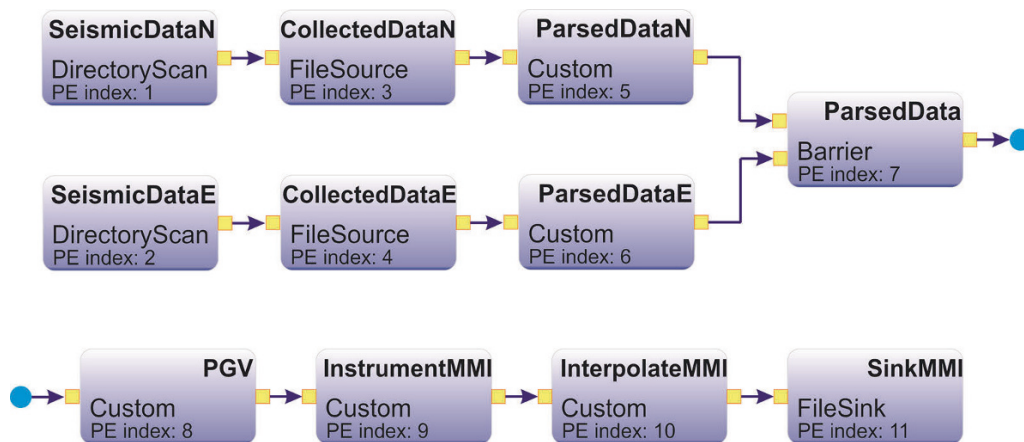 SeismicDataN
DirectoryScan
PE index: 1
CollectedDataN
FileSource
PE index: 3
ParsedDataN
Custom
PE index: 5
ParsedData
Barrier
PE index: 7
SeismicDataE
DirectoryScan
PE index: 2
CollectedDataE
FileSource
PE index: 4
ParsedDataE
Custom
PE index: 6
PGV
Custom
PE index: 8
InstrumentMMI
Custom
PE index: 9
InterpolateMMI
Custom
PE index: 10
SinkMMI
FileSink
PE index: 11